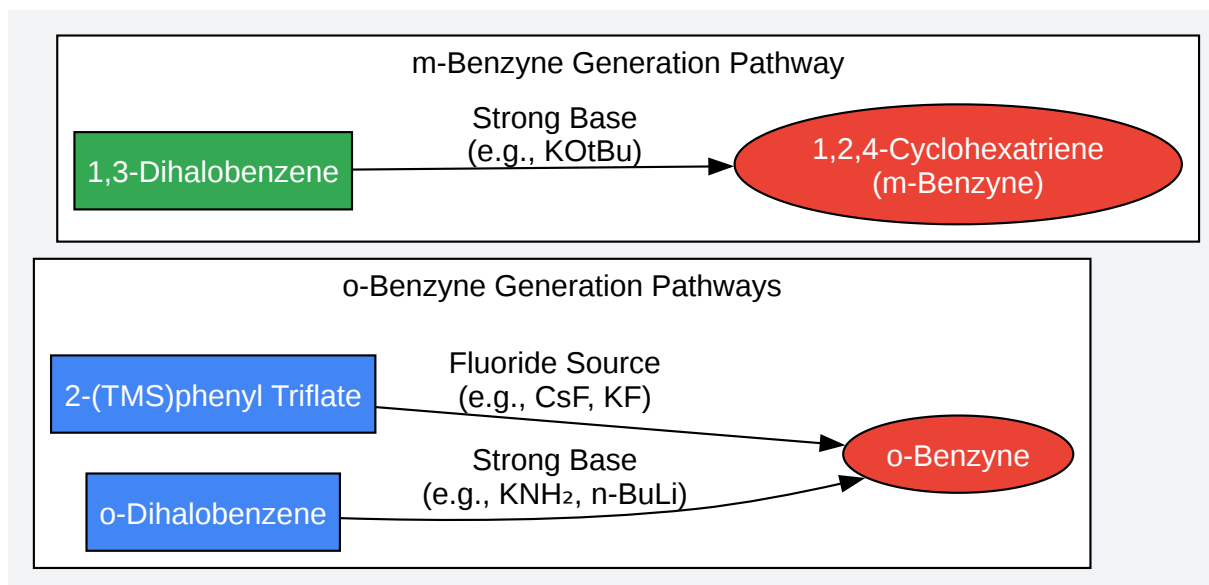 m-Benzyne Generation Pathway
1,3-Dihalobenzene
Strong Base
(e.g., KOtBu)
1,2,4-Cyclohexatriene
(m-Benzyne)
o-Benzyne Generation Pathways
2-(TMS)phenyl Triflate
Fluoride Source
(e.g., CsF, KF)
o-Dihalobenzene
Strong Base
(e.g., KNH₂, n-BuLi)
o-Benzyne